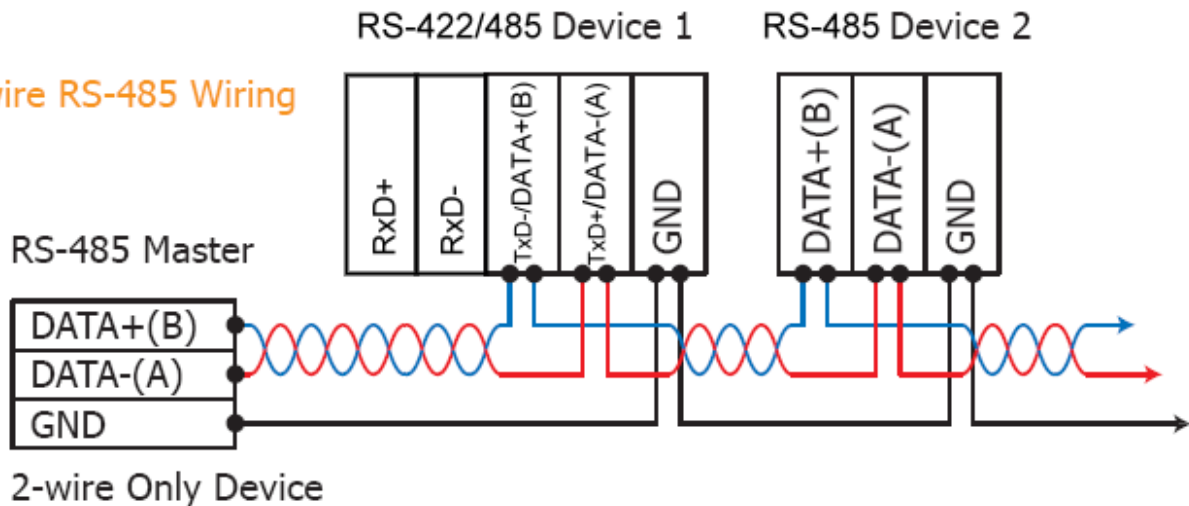 RS-422/485 Device 1
RS-485 Device 2
wire RS-485 Wiring
RxD+
RxD-
TxD-/DATA+(B)
TxD+/DATA-(A)
GND
DATA+(B)
DATA-(A)
GND
RS-485 Master
DATA+(B)
DATA-(A)
GND
2-wire Only Device